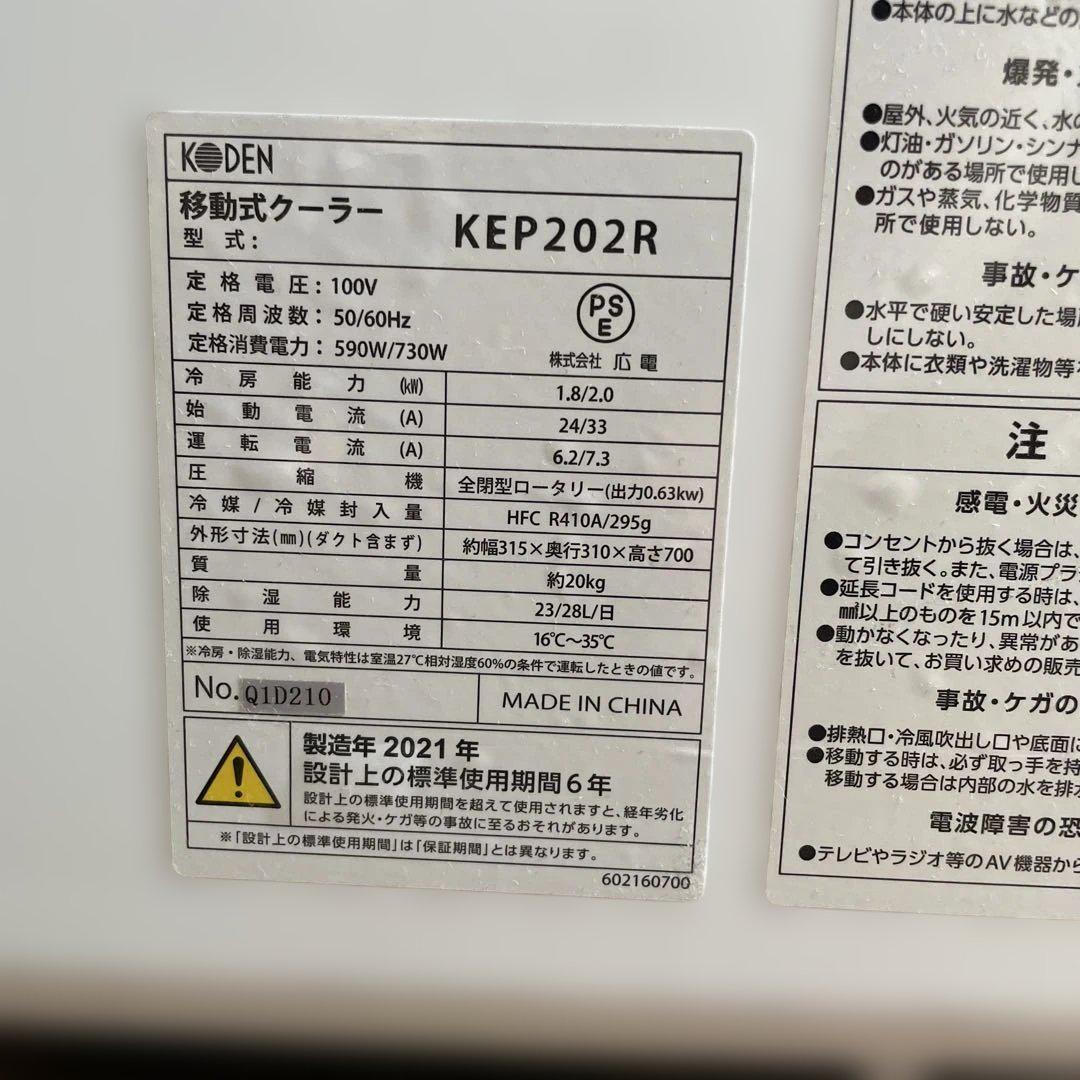 KODEN
移動式クーラー
型式: KEP202R
定格電圧: 100V
定格周波数: 50/60Hz
定格消費電力: 590W/730W
PSE
株式会社 広電
冷房能力 (kW) 1.8/2.0
始動電流 (A) 24/33
運転電流 (A) 6.2/7.3
圧縮機 全閉型ロータリー(出力0.63kw)
冷媒/冷媒封入量 HFC R410A/295g
外形寸法(mm)(ダクト含まず) 約幅315×奥行310×高さ700
質量 約20kg
除湿能力 23/28L/日
使用環境 16℃～35℃
※冷房・除湿能力、電気特性は室温27℃相対湿度60%の条件で運転したときの値です。
No. Q1D210 MADE IN CHINA
製造年 2021 年
設計上の標準使用期間 6 年
設計上の標準使用期間を超えて使用されますと、経年劣化
による発火・ケガ等の事故に至るおそれがあります。
※「設計上の標準使用期間」は「保証期間」とは異なります。
602160700
●本体の上に水などの
爆発・
●屋外、火気の近く、水の
●灯油・ガソリン・シンナ
のがある場所で使用し
●ガスや蒸気、化学物質
所で使用しない。
事故・ケ
●水平で硬い安定した場所
しにしない。
●本体に衣類や洗濯物等
注
感電・火災
●コンセントから抜く場合は、
て引き抜く。また、電源プラ
●延長コードを使用する時は、
㎟以上のものを15m以内で
●動かなくなったり、異常があ
を抜いて、お買い求めの販売
事故・ケガの
●排熱口・冷風吹出し口や底面に
●移動する時は、必ず取っ手を持
移動する場合は内部の水を排水
電波障害の恐
●テレビやラジオ等のAV機器から